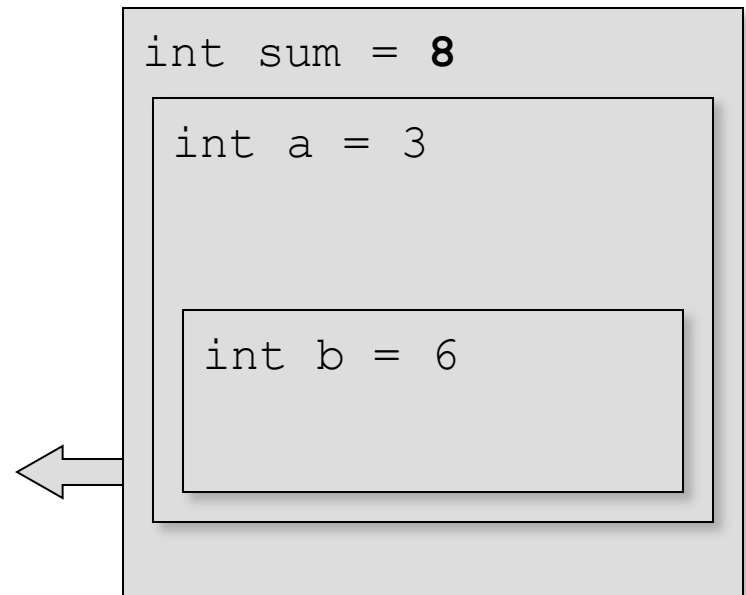 int sum = 8
int a = 3
int b = 6